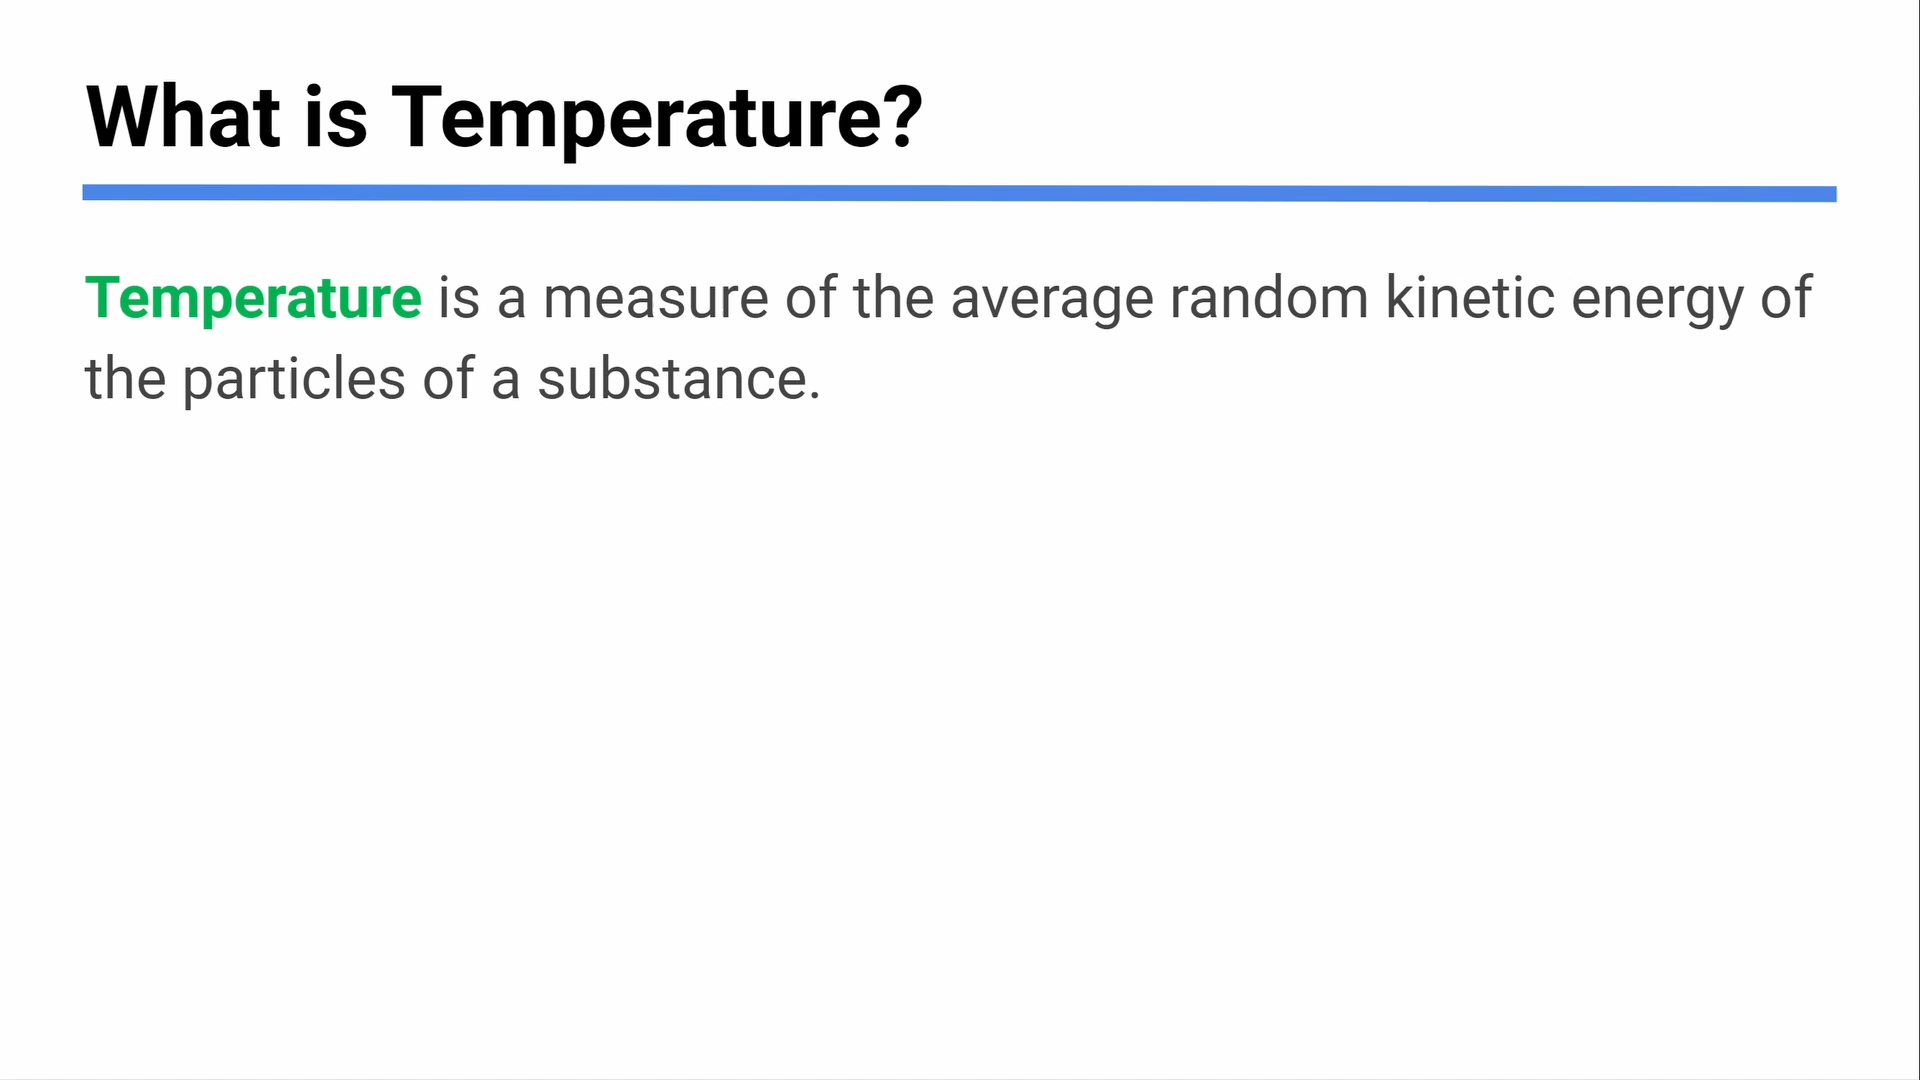 What is Temperature?
Temperature is a measure of the average random kinetic energy of
the particles of a substance.